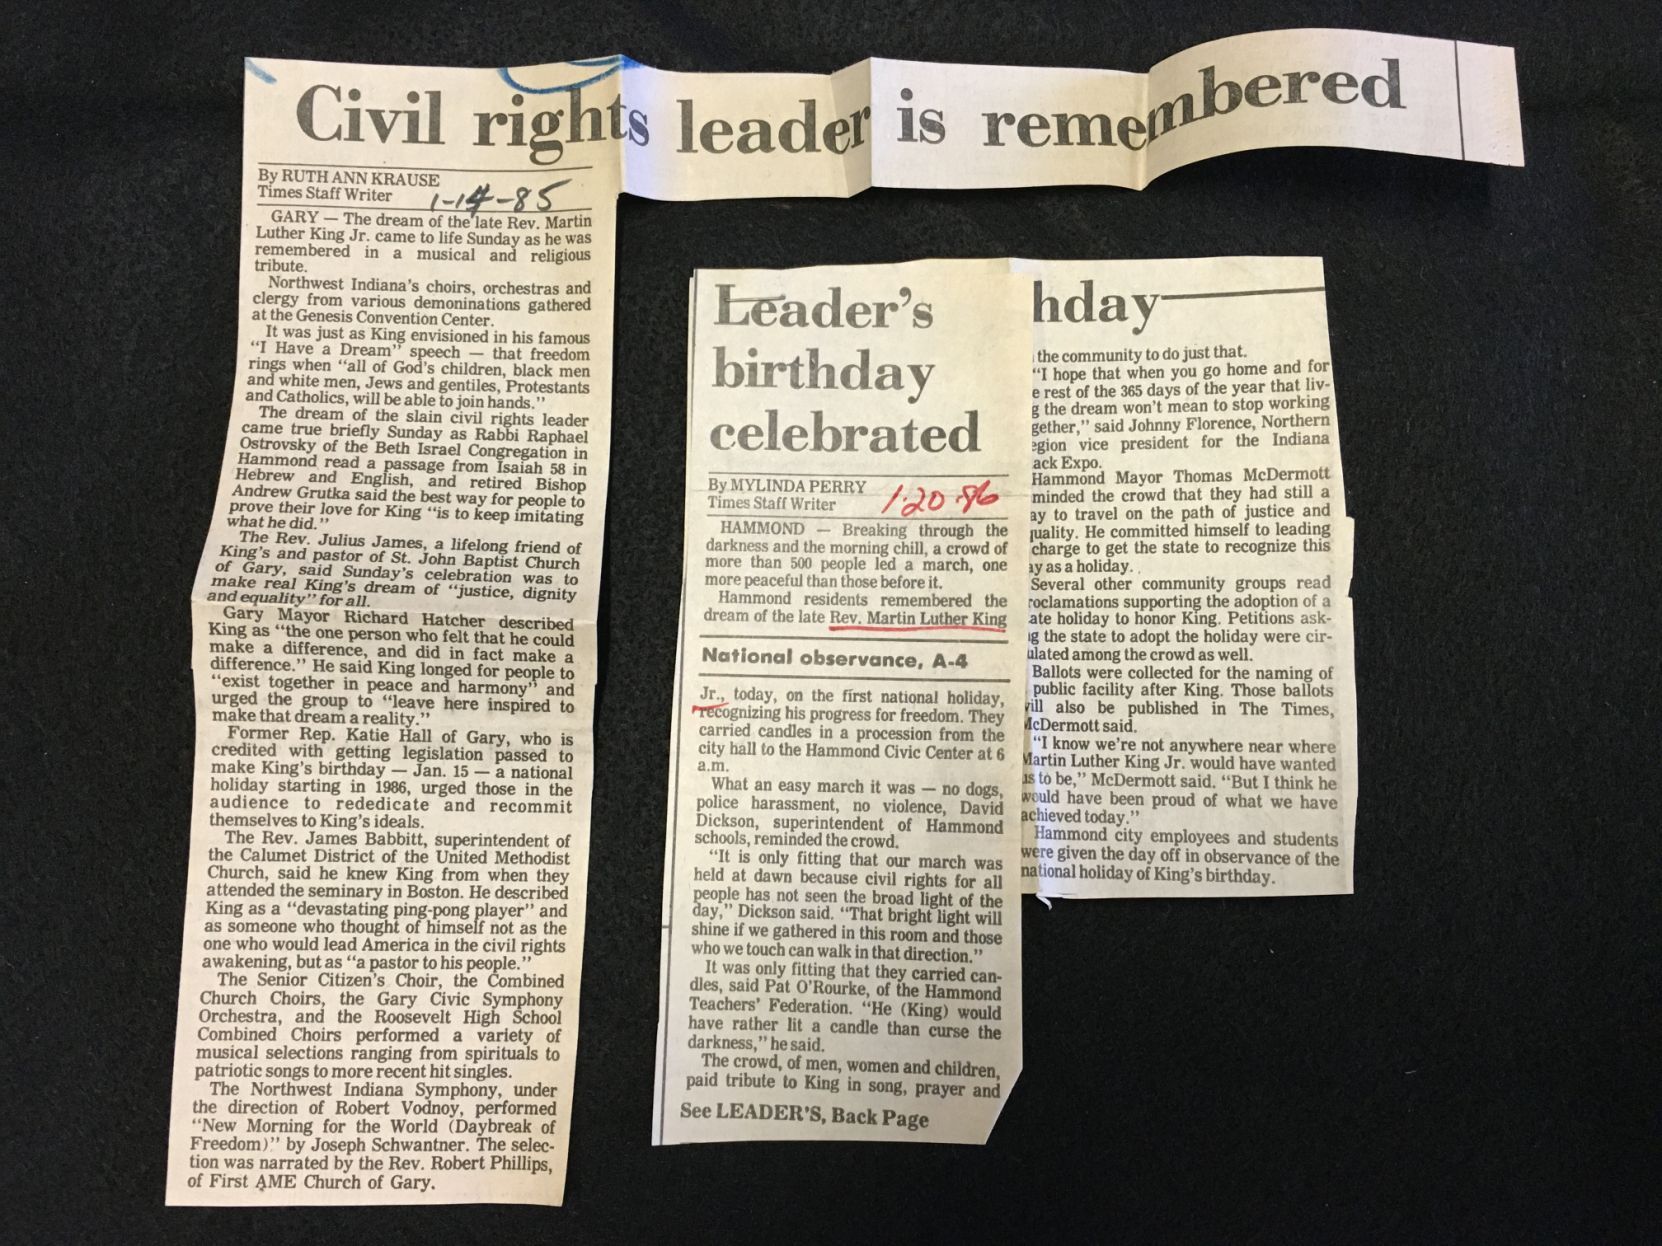 Civil rights leader is remembered
By RUTH ANN KRAUSE
Times Staff Writer
1-14-85
GARY — The dream of the late Rev. Martin
Luther King Jr. came to life Sunday as he was
remembered in a musical and religious
tribute.
Northwest Indiana's choirs, orchestras and
clergy from various demoninations gathered
at the Genesis Convention Center.
It was just as King envisioned in his famous
"I Have a Dream" speech — that freedom
rings when "all of God's children, black men
and white men, Jews and gentiles, Protestants
and Catholics, will be able to join hands."
The dream of the slain civil rights leader
came true briefly Sunday as Rabbi Raphael
Ostrovsky of the Beth Israel Congregation in
Hammond read a passage from Isaiah 58 in
Hebrew and English, and retired Bishop
Andrew Grutka said the best way for people to
prove their love for King "is to keep imitating
what he did."
The Rev. Julius James, a lifelong friend of
King's and pastor of St. John Baptist Church
of Gary, said Sunday's celebration was to
make real King's dream of "justice, dignity
and equality" for all.
Gary Mayor Richard Hatcher described
King as "the one person who felt that he could
make a difference, and did in fact make a
difference." He said King longed for people to
"exist together in peace and harmony" and
urged the group to "leave here inspired to
make that dream a reality."
Former Rep. Katie Hall of Gary, who is
credited with getting legislation passed to
make King's birthday — Jan. 15 — a national
holiday starting in 1986, urged those in the
audience to rededicate and recommit
themselves to King's ideals.
The Rev. James Babbitt, superintendent of
the Calumet District of the United Methodist
Church, said he knew King from when they
attended the seminary in Boston. He described
King as a "devastating ping-pong player" and
as someone who thought of himself not as the
one who would lead America in the civil rights
awakening, but as "a pastor to his people."
The Senior Citizen's Choir, the Combined
Church Choirs, the Gary Civic Symphony
Orchestra, and the Roosevelt High School
Combined Choirs performed a variety of
musical selections ranging from spirituals to
patriotic songs to more recent hit singles.
The Northwest Indiana Symphony, under
the direction of Robert Vodnoy, performed
"New Morning for the World (Daybreak of
Freedom)" by Joseph Schwantner. The selec-
tion was narrated by the Rev. Robert Phillips,
of First AME Church of Gary.
Leader's
birthday
celebrated
By MYLINDA PERRY
Times Staff Writer
1-20-86
HAMMOND — Breaking through the
darkness and the morning chill, a crowd of
more than 500 people led a march, one
more peaceful than those before it.
Hammond residents remembered the
dream of the late Rev. Martin Luther King
National observance, A-4
Jr., today, on the first national holiday,
recognizing his progress for freedom. They
carried candles in a procession from the
city hall to the Hammond Civic Center at 6
a.m.
What an easy march it was — no dogs,
police harassment, no violence, David
Dickson, superintendent of Hammond
schools, reminded the crowd.
"It is only fitting that our march was
held at dawn because civil rights for all
people has not seen the broad light of the
day," Dickson said. "That bright light will
shine if we gathered in this room and those
who we touch can walk in that direction."
It was only fitting that they carried can-
dles, said Pat O'Rourke, of the Hammond
Teachers' Federation. "He (King) would
have rather lit a candle than curse the
darkness," he said.
The crowd, of men, women and children,
paid tribute to King in song, prayer and
See LEADER'S, Back Page
hday
the community to do just that.
"I hope that when you go home and for
e rest of the 365 days of the year that liv-
g the dream won't mean to stop working
gether," said Johnny Florence, Northern
egion vice president for the Indiana
ack Expo.
Hammond Mayor Thomas McDermott
minded the crowd that they had still a
ay to travel on the path of justice and
quality. He committed himself to leading
charge to get the state to recognize this
ay as a holiday.
Several other community groups read
roclamations supporting the adoption of a
ate holiday to honor King. Petitions ask-
g the state to adopt the holiday were cir-
ulated among the crowd as well.
Ballots were collected for the naming of
public facility after King. Those ballots
ill also be published in The Times,
McDermott said.
"I know we're not anywhere near where
Martin Luther King Jr. would have wanted
us to be," McDermott said. "But I think he
would have been proud of what we have
achieved today."
Hammond city employees and students
were given the day off in observance of the
national holiday of King's birthday.